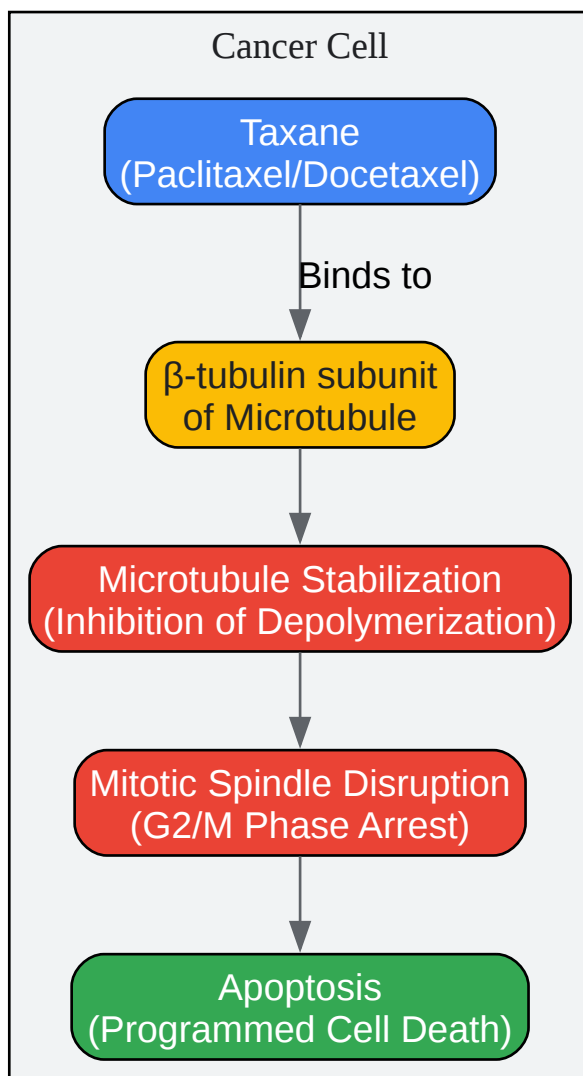 Cancer Cell
Taxane
(Paclitaxel/Docetaxel)
Binds to
β-tubulin subunit
of Microtubule
Microtubule Stabilization
(Inhibition of Depolymerization)
Mitotic Spindle Disruption
(G2/M Phase Arrest)
Apoptosis
(Programmed Cell Death)